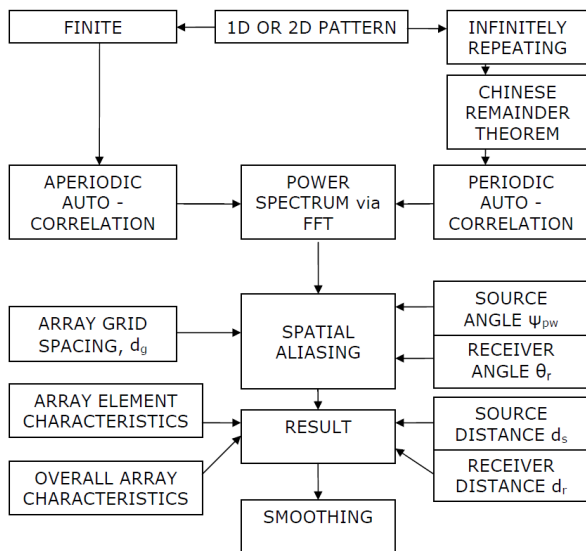 FINITE
1D OR 2D PATTERN
INFINITELY
REPEATING
CHINESE
REMAINDER
THEOREM
APERIODIC
AUTO -
CORRELATION
POWER
SPECTRUM via
FFT
PERIODIC
AUTO -
CORRELATION
ARRAY GRID
SPACING, dg
SPATIAL
ALIASING
SOURCE
ANGLE Ψpw
RECEIVER
ANGLE θr
ARRAY ELEMENT
CHARACTERISTICS
RESULT
SOURCE
DISTANCE ds
OVERALL ARRAY
CHARACTERISTICS
RECEIVER
DISTANCE dr
SMOOTHING